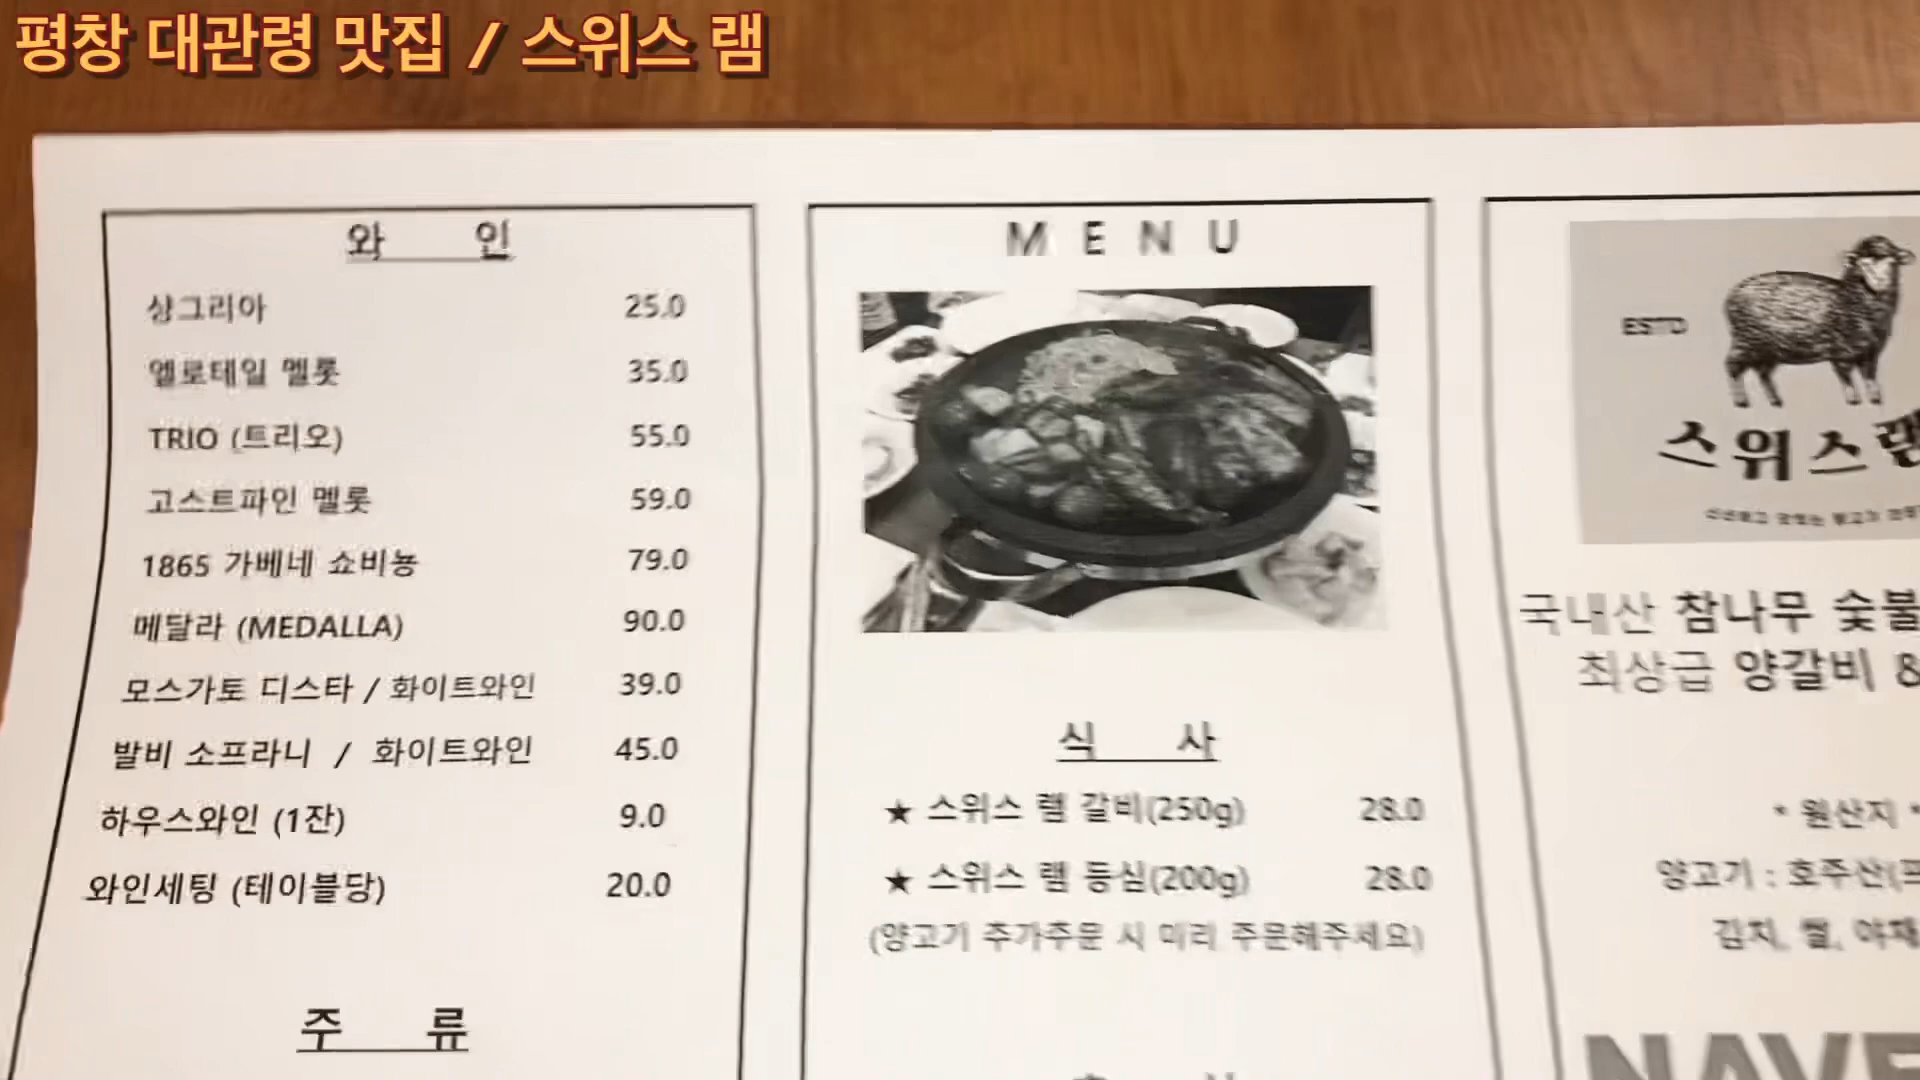 평창 대관령 맛집 / 스위스 램
와 인
샹그리아 25.0
옐로테일 멜롯 35.0
TRIO (트리오) 55.0
고스트파인 멜롯 59.0
1865 가베네 쇼비뇽 79.0
메달라 (MEDALLA) 90.0
모스가토 디스타 / 화이트와인 39.0
발비 소프라니 / 화이트와인 45.0
하우스와인 (1잔) 9.0
와인세팅 (테이블당) 20.0
주 류
MENU
식 사
★ 스위스 램 갈비(250g) 28.0
★ 스위스 램 등심(200g) 28.0
(양고기 추가주문 시 미리 주문해주세요)
ESTD
스위스램
국내산 참나무 숯불
최상급 양갈비 &
* 원산지 *
양고기 : 호주산(프
김치, 쌀, 야채
NAVE